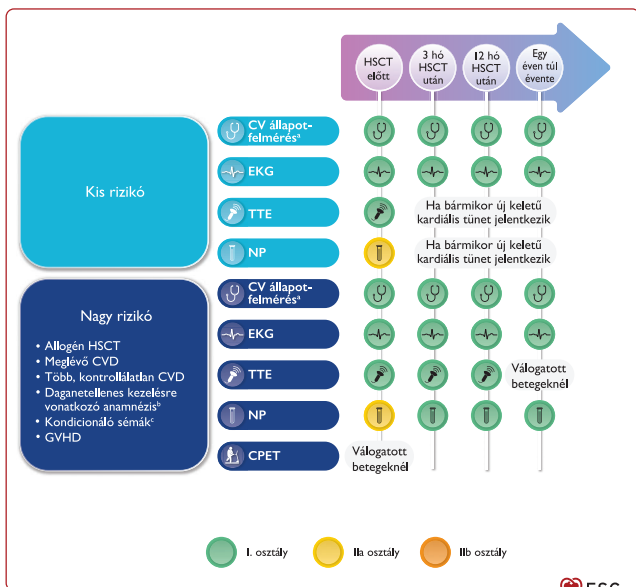 HSCT
előtt
3 hó
HSCT
után
12 hó
HSCT
után
Egy
éven túl
évente
Kis rizikó
CV állapot-
felmérésᵃ
EKG
TTE
Ha bármikor új keletű
kardiális tünet jelentkezik
NP
Ha bármikor új keletű
kardiális tünet jelentkezik
Nagy rizikó
• Allogén HSCT
• Meglévő CVD
• Több, kontrollálatlan CVD
• Daganetellenes kezelésre
vonatkozó anamnézisᵇ
• Kondicionáló sémákᶜ
• GVHD
CV állapot-
felmérésᵃ
EKG
TTE
Válogatott
betegeknél
NP
CPET
Válogatott
betegeknél
I. osztály
IIa osztály
IIb osztály